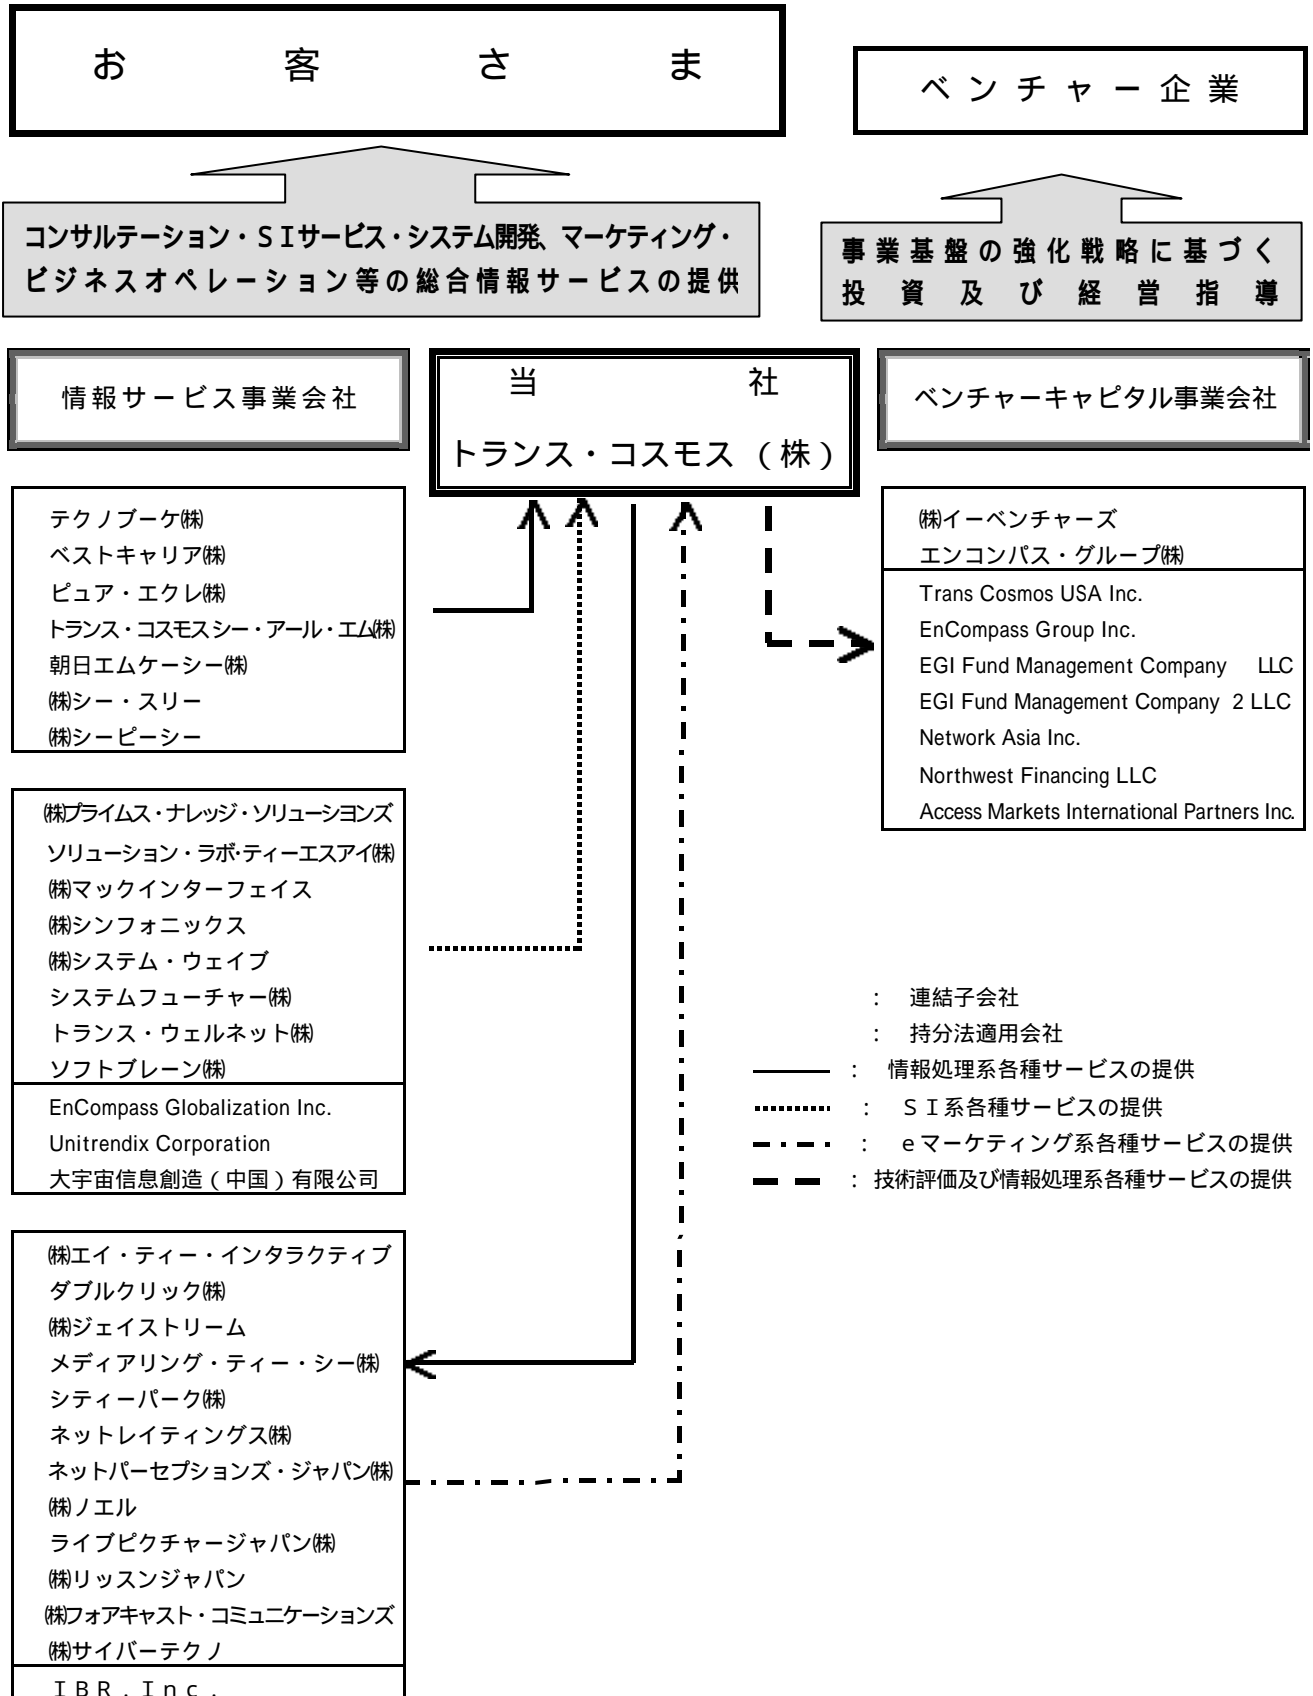 お客さま
ベンチャー企業
コンサルテーション・ＳＩサービス・システム開発、マーケティング・
ビジネスオペレーション等の総合情報サービスの提供
事業基盤の強化戦略に基づく
投資及び経営指導
情報サービス事業会社
当社
トランス・コスモス（株）
ベンチャーキャピタル事業会社
テクノブーケ㈱
ベストキャリア㈱
ピュア・エクレ㈱
トランス・コスモスシー・アール・エム㈱
朝日エムケーシー㈱
㈱シー・スリー
㈱シーピーシー
㈱イーベンチャーズ
エンコンパス・グループ㈱
Trans Cosmos USA Inc.
EnCompass Group Inc.
EGI Fund Management Company LLC
EGI Fund Management Company 2 LLC
Network Asia Inc.
Northwest Financing LLC
Access Markets International Partners Inc.
㈱プライムス・ナレッジ・ソリューションズ
ソリューション・ラボ・ティーエスアイ㈱
㈱マックインターフェイス
㈱シンフォニックス
㈱システム・ウェイブ
システムフューチャー㈱
トランス・ウェルネット㈱
ソフトブレーン㈱
EnCompass Globalization Inc.
Unitrendix Corporation
大宇宙信息創造（中国）有限公司
： 連結子会社
： 持分法適用会社
： 情報処理系各種サービスの提供
： ＳＩ系各種サービスの提供
： ｅマーケティング系各種サービスの提供
： 技術評価及び情報処理系各種サービスの提供
㈱エイ・ティー・インタラクティブ
ダブルクリック㈱
㈱ジェイストリーム
メディアリング・ティー・シー㈱
シティーパーク㈱
ネットレイティングス㈱
ネットパーセプションズ・ジャパン㈱
㈱ノエル
ライブピクチャージャパン㈱
㈱リッスンジャパン
㈱フォアキャスト・コミュニケーションズ
㈱サイバーテクノ
ＩＢＲ．Ｉｎｃ．